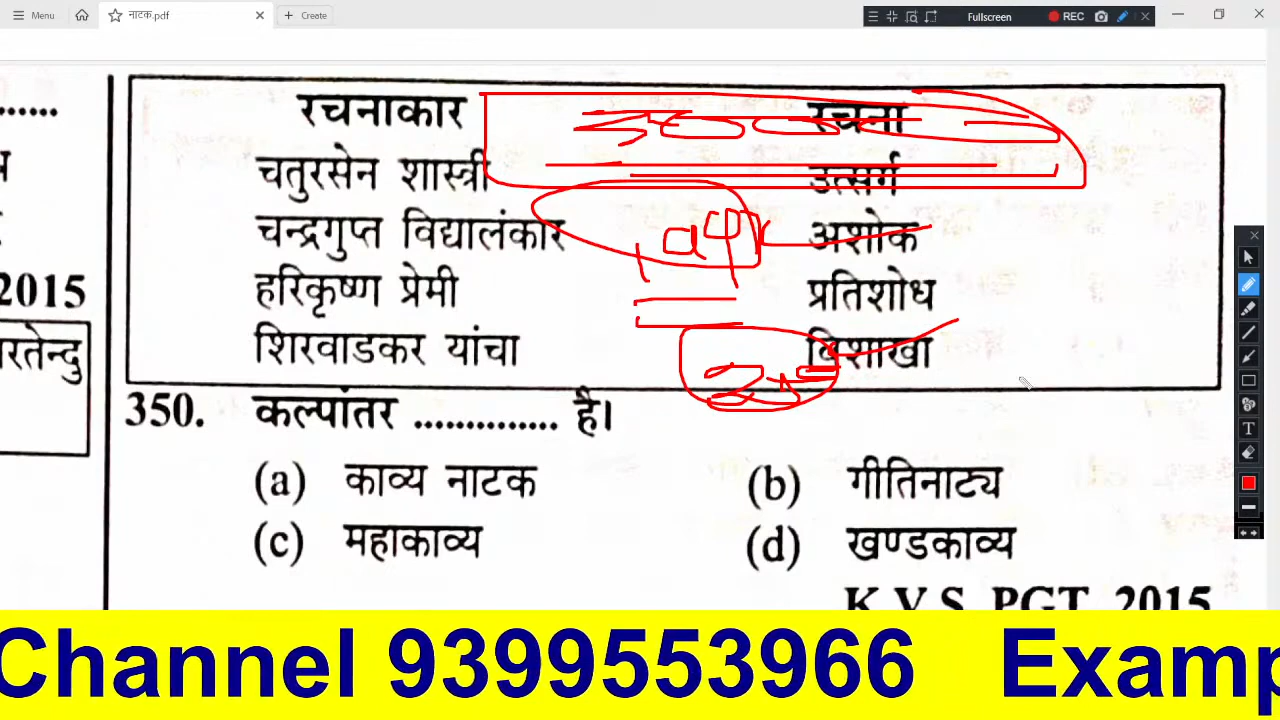 Menu नाटक.pdf Create Fullscreen REC
रचनाकार रचना
चतुरसेन शास्त्री उत्सर्ग
चन्द्रगुप्त विद्यालंकार अशोक
हरिकृष्ण प्रेमी प्रतिशोध
2015
शिरवाडकर यांचा विशाखा
रतेन्दु
350. कल्पांतर .............. है।
(a) काव्य नाटक (b) गीतिनाट्य
(c) महाकाव्य (d) खण्डकाव्य
K.V.S. PGT. 2015
Channel 9399553966 Examp